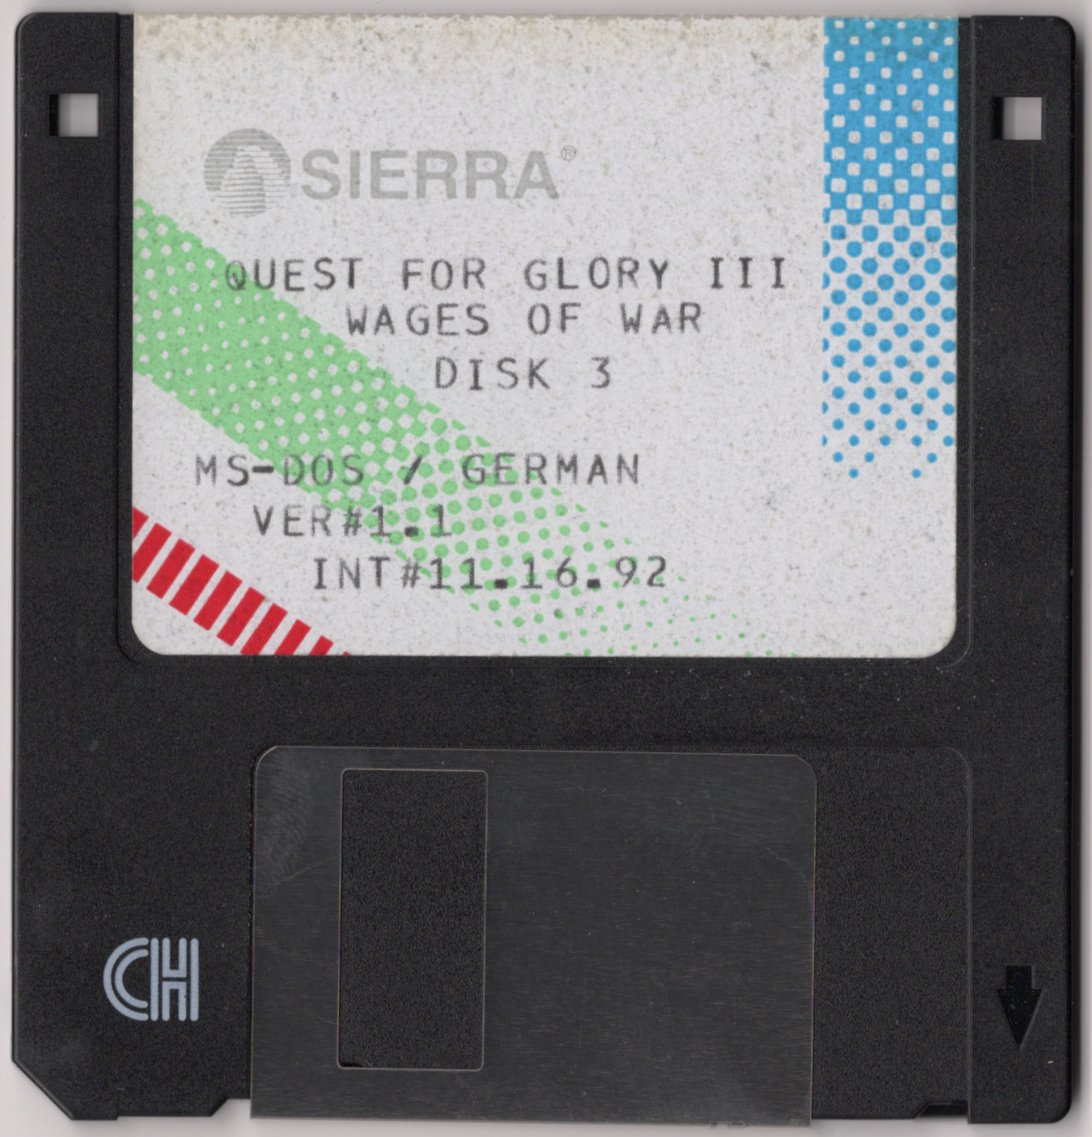 SIERRA®
QUEST FOR GLORY III
WAGES OF WAR
DISK 3
MS-DOS / GERMAN
VER#1.1
INT#11.16.92
CH